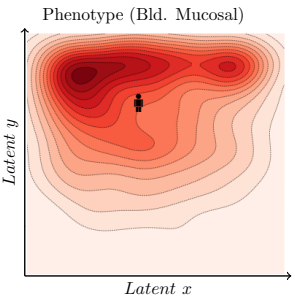 Phenotype (Bld. Mucosal)
Latent y
Latent x